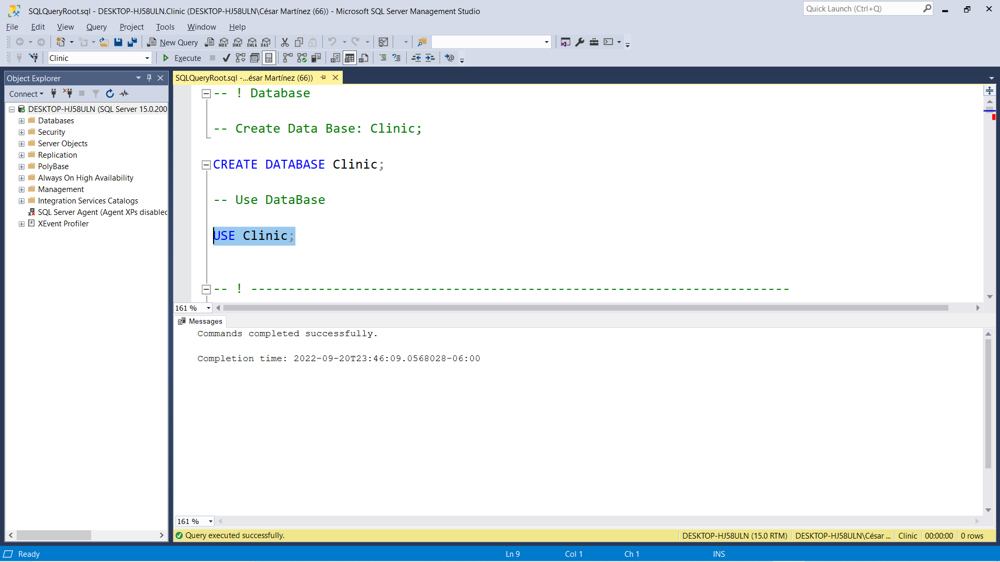 SQLQueryRoot.sql - DESKTOP-HJ58ULN.Clinic (DESKTOP-HJ58ULN\César Martínez (66)) - Microsoft SQL Server Management Studio
Quick Launch (Ctrl+Q)
File Edit View Query Project Tools Window Help
New Query MDX DMX XMLA DAX
Clinic Execute
Object Explorer
Connect
DESKTOP-HJ58ULN (SQL Server 15.0.200
Databases
Security
Server Objects
Replication
PolyBase
Always On High Availability
Management
Integration Services Catalogs
SQL Server Agent (Agent XPs disabled
XEvent Profiler
SQLQueryRoot.sql -...ésar Martínez (66))
-- ! Database
-- Create Data Base: Clinic;
CREATE DATABASE Clinic;
-- Use DataBase
USE Clinic;
-- ! ------------------------------------------------------------------------
161 %
Messages
Commands completed successfully.
Completion time: 2022-09-20T23:46:09.0568028-06:00
161 %
Query executed successfully.
DESKTOP-HJ58ULN (15.0 RTM) DESKTOP-HJ58ULN\César ... Clinic 00:00:00 0 rows
Ready Ln 9 Col 1 Ch 1 INS